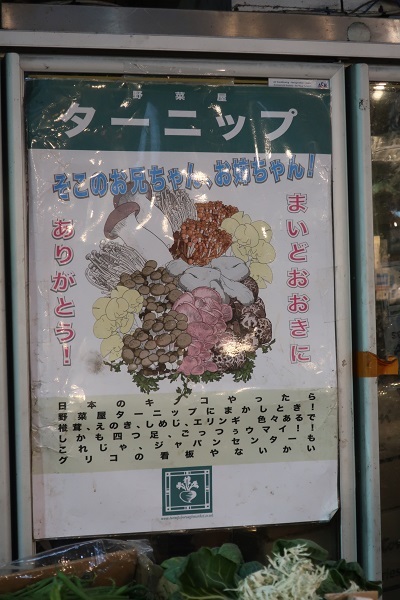 野菜屋
ターニップ
そこのお兄ちゃん、お姉ちゃん!
まいどおおきに
ありがとう!
日本のキノコやったら
野菜屋ターニップにまかしとき!
椎茸、えのき、しめじ、エリンギ 色々あるで
しかも四つ足、ごっつぅウマイ!!
これじゃ、ジャパンセンターも
グリコの看板やないかい